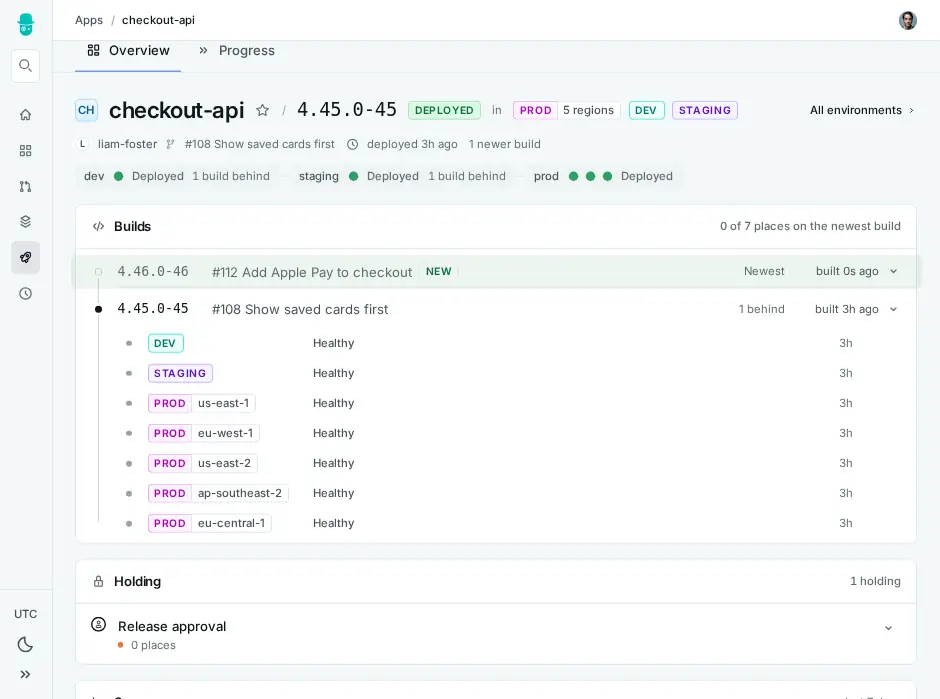 Apps / checkout-api
Overview
Progress
CH checkout-api / 4.45.0-45 DEPLOYED in PROD 5 regions DEV STAGING All environments
L liam-foster #108 Show saved cards first deployed 3h ago 1 newer build
dev Deployed 1 build behind staging Deployed 1 build behind prod Deployed
Builds 0 of 7 places on the newest build
4.46.0-46 #112 Add Apple Pay to checkout NEW Newest built 0s ago
4.45.0-45 #108 Show saved cards first 1 behind built 3h ago
DEV Healthy 3h
STAGING Healthy 3h
PROD us-east-1 Healthy 3h
PROD eu-west-1 Healthy 3h
PROD us-east-2 Healthy 3h
PROD ap-southeast-2 Healthy 3h
PROD eu-central-1 Healthy 3h
Holding 1 holding
Release approval
0 places
UTC